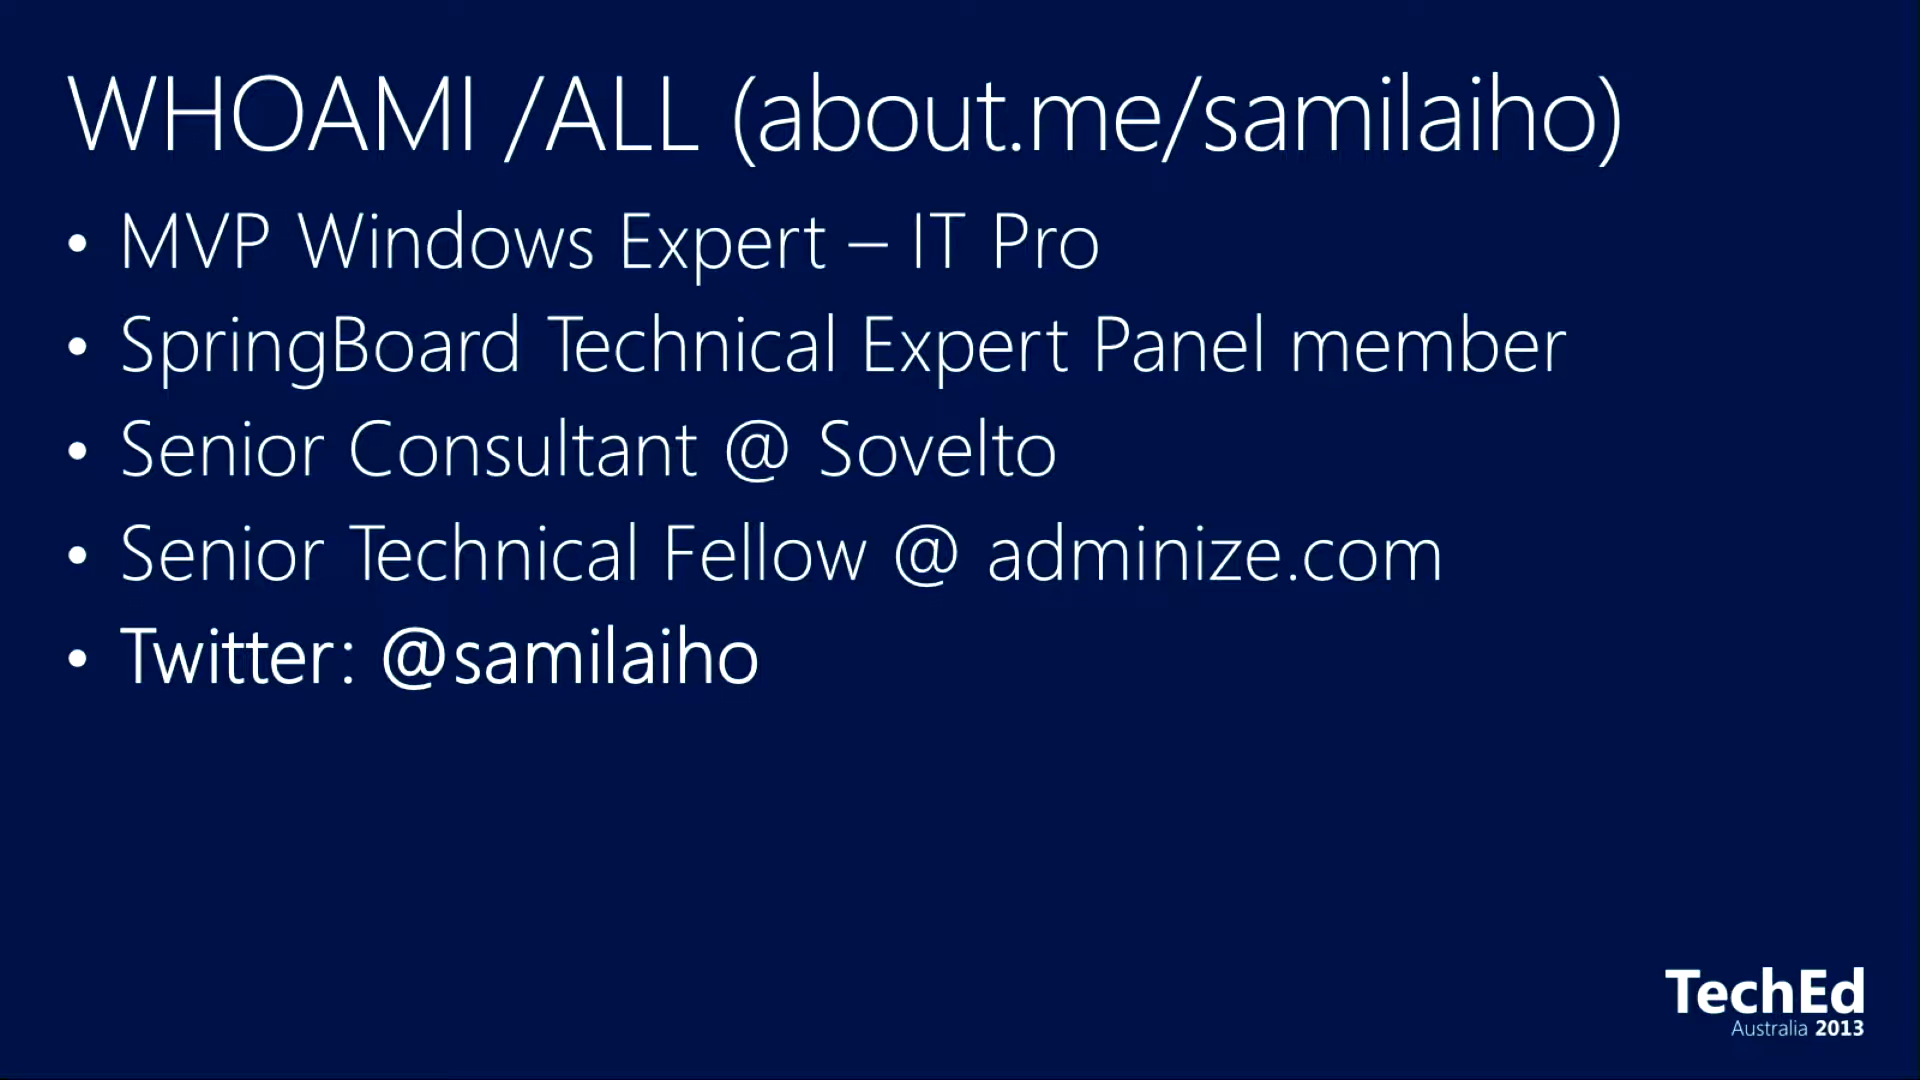 WHOAMI /ALL (about.me/samilaiho)
• MVP Windows Expert – IT Pro
• SpringBoard Technical Expert Panel member
• Senior Consultant @ Sovelto
• Senior Technical Fellow @ adminize.com
• Twitter: @samilaiho
TechEd
Australia 2013